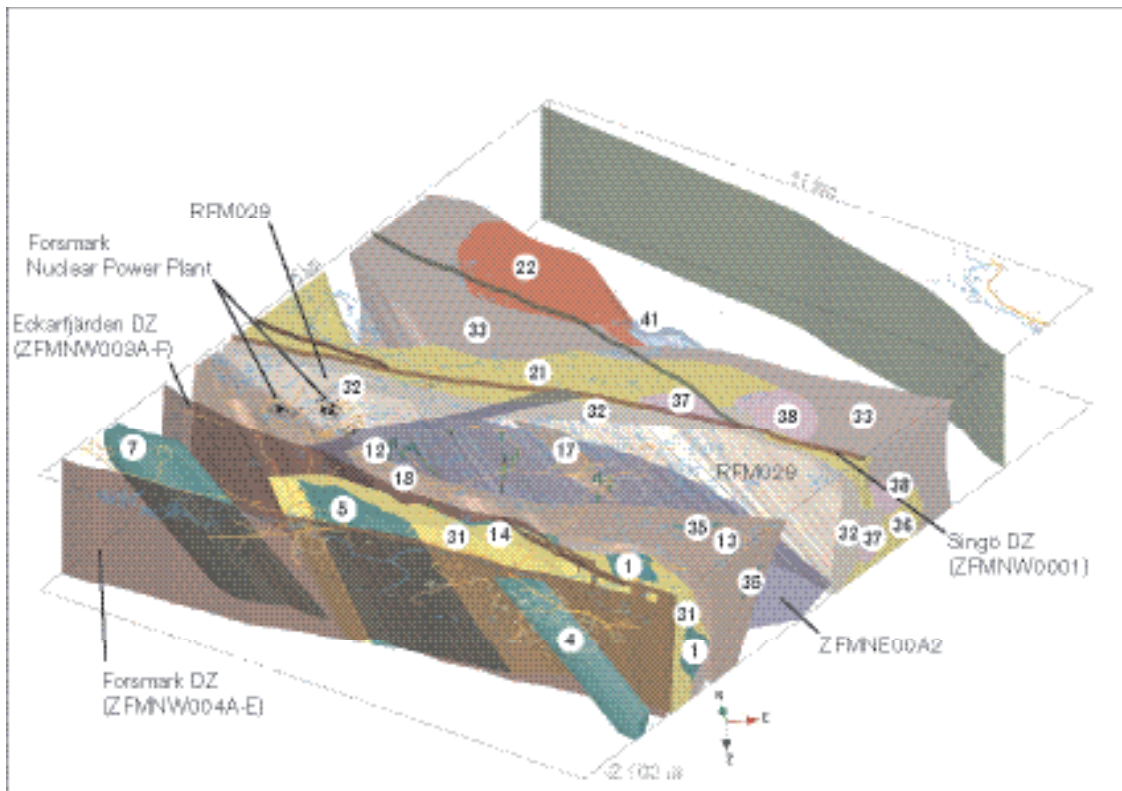 RFM029
Forsmark
Nuclear Power Plant
Eckarfjärden DZ
(ZFMNW003A-F)
22
41
33
21
32
37
38
33
32
7
12
17
18
RFM029
5
31
14
35
13
38
36
32
37
1
36
Singö DZ
(ZFMNW0001)
31
4
1
ZFMNE00A2
Forsmark DZ
(ZFMNW004A-E)
N
E
Z